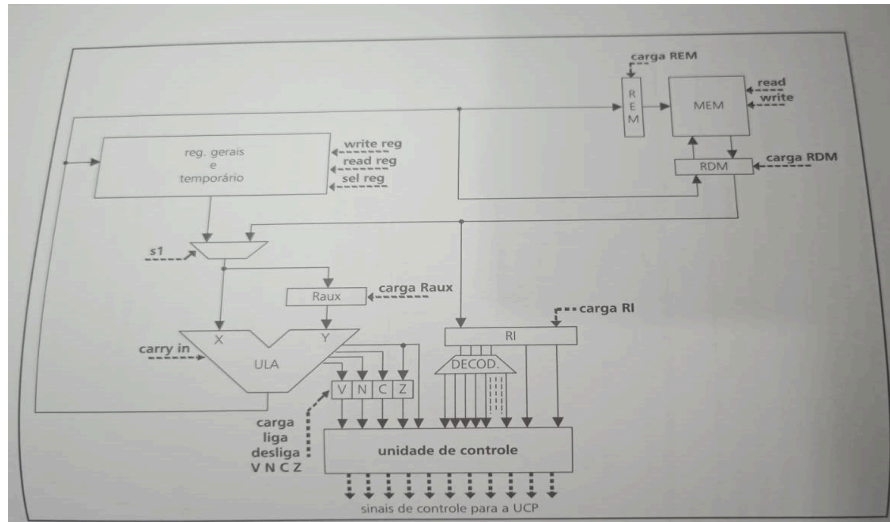 carga REM
R
E
M
MEM
read
write
reg. gerais
e
temporário
write reg
read reg
sel reg
RDM
carga RDM
s1
Raux
carga Raux
X
Y
carry in
ULA
carga RI
RI
DECOD.
V N C Z
carga
liga
desliga
V N C Z
unidade de controle
sinais de controle para a UCP